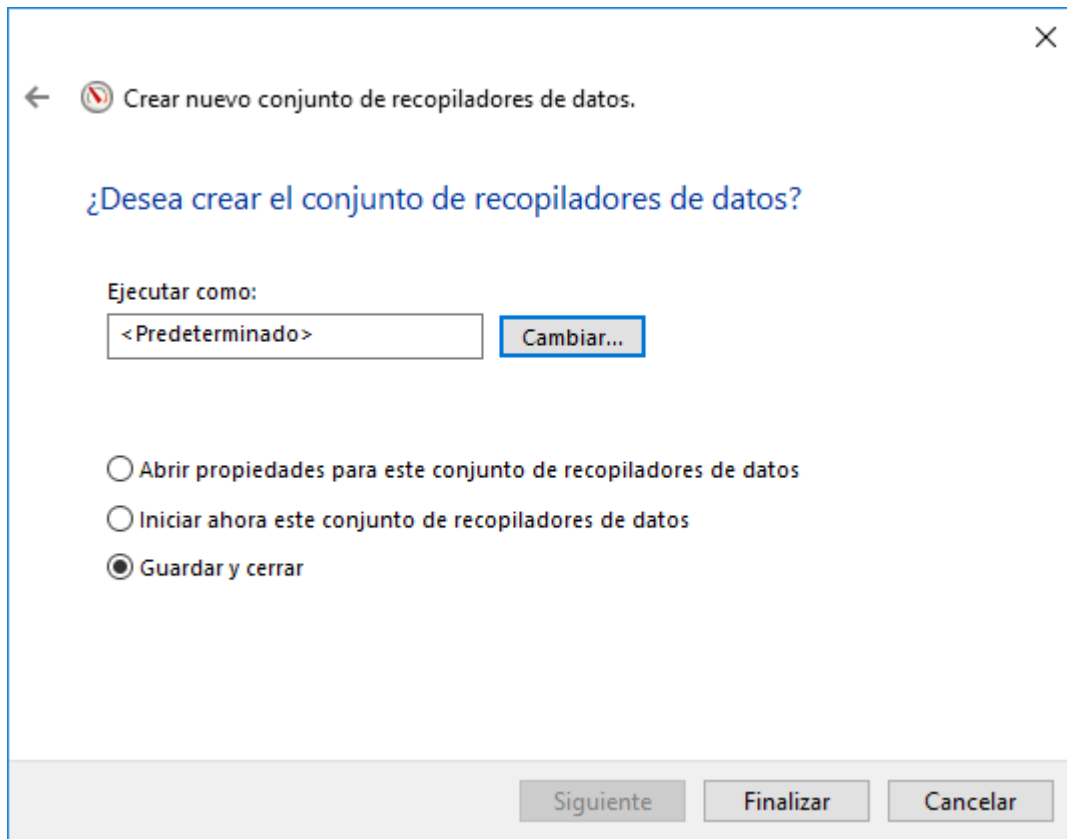 Crear nuevo conjunto de recopiladores de datos.
¿Desea crear el conjunto de recopiladores de datos?
Ejecutar como:
<Predeterminado>
Cambiar...
Abrir propiedades para este conjunto de recopiladores de datos
Iniciar ahora este conjunto de recopiladores de datos
Guardar y cerrar
Siguiente
Finalizar
Cancelar